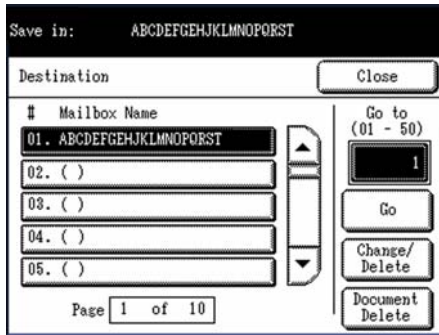 Save in: ABCDEFGEHJKLMNOPQRST
Destination
Close
# Mailbox Name
01. ABCDEFGEHJKLMNOPQRST
02. ( )
03. ( )
04. ( )
05. ( )
Page 1 of 10
Go to
(01 - 50)
1
Go
Change/
Delete
Document
Delete